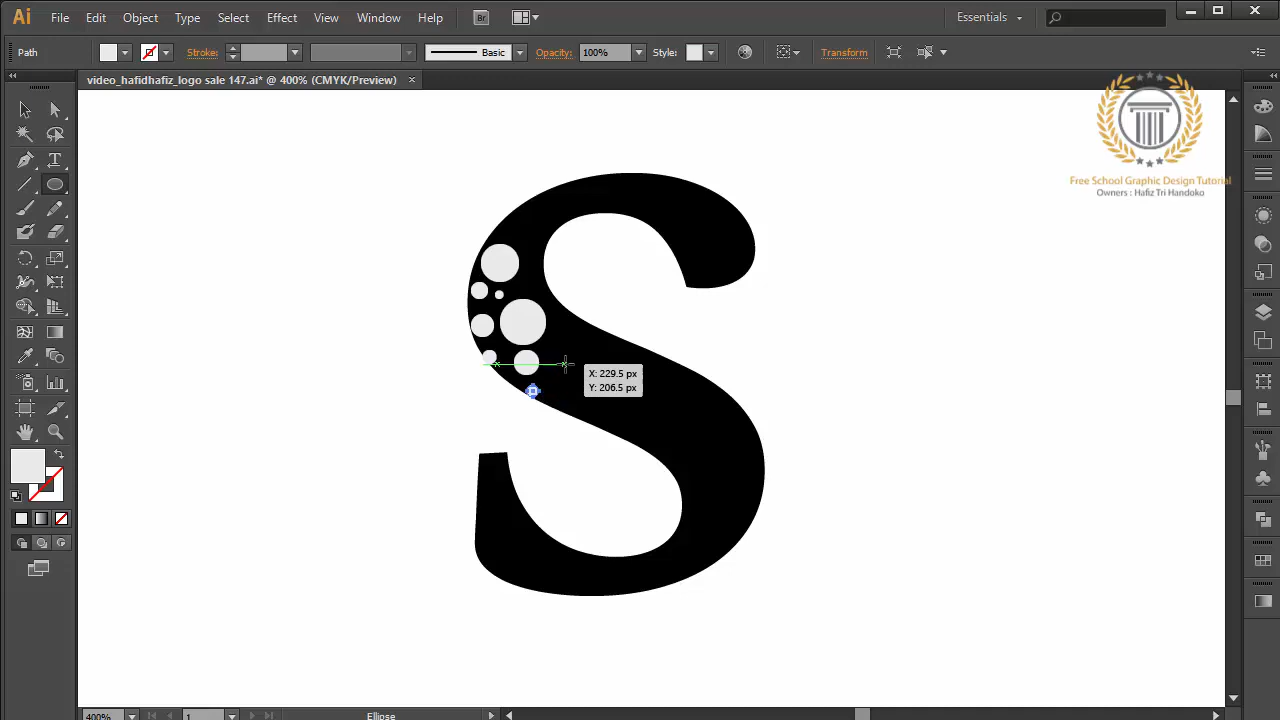 Ai File Edit Object Type Select Effect View Window Help Br Essentials
Path Stroke: Basic Opacity: 100% Style: Transform
video_hafidhafiz_logo sale 147.ai* @ 400% (CMYK/Preview) ×
Free School Graphic Design Tutorial
Owners : Hafiz Tri Handoko
S
X: 229.5 px
Y: 206.5 px
400% 1 Ellipse